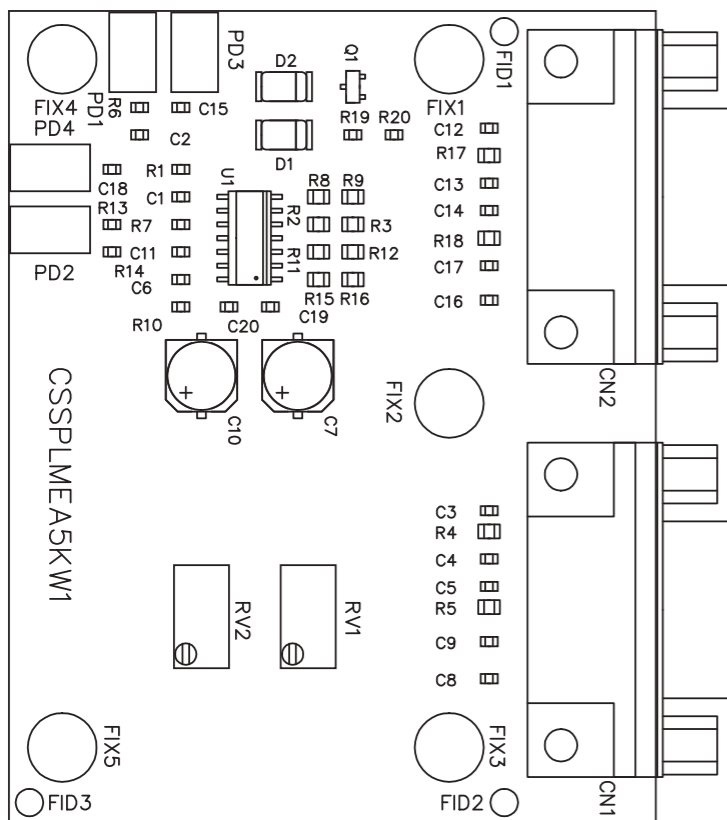 PD3
D2
Q1
FID1
FIX4
PD1
R6
C15
FIX1
PD4
C2
R19
R20
C12
D1
R17
R1
U1
C18
R8
R9
C13
C1
R13
R2
C14
R7
R3
R18
C11
R11
R12
PD2
R14
C17
C6
R15
R16
C16
R10
C20
C19
CN2
FIX2
CSSPLMEA5KW1
C10
C7
C3
R4
C4
C5
RV2
RV1
R5
C9
C8
FIX5
FIX3
CN1
FID3
FID2